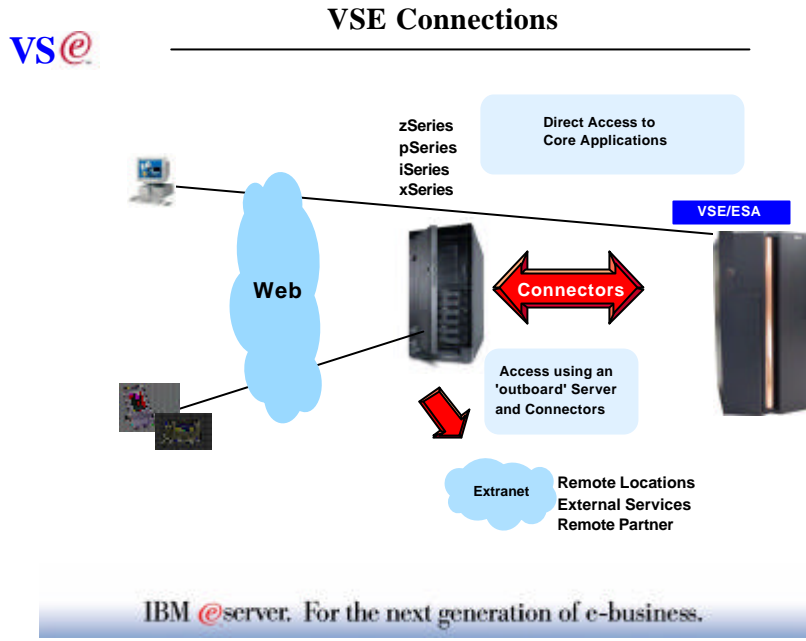 VSE Connections
VSe
zSeries
pSeries
iSeries
xSeries
Direct Access to
Core Applications
VSE/ESA
Web
Connectors
Access using an
'outboard' Server
and Connectors
Extranet
Remote Locations
External Services
Remote Partner
IBM @server. For the next generation of e-business.